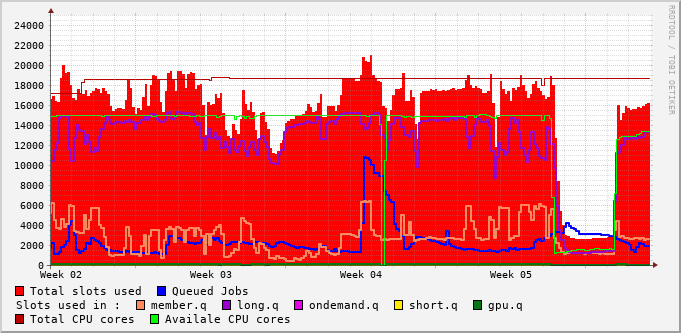 24000
22000
20000
18000
16000
14000
12000
10000
8000
6000
4000
2000
0
Week 02 Week 03 Week 04 Week 05
RRDTOOL / TOBI OETIKER
Total slots used Queued Jobs
Slots used in : member.q long.q ondemand.q short.q gpu.q
Total CPU cores Availale CPU cores